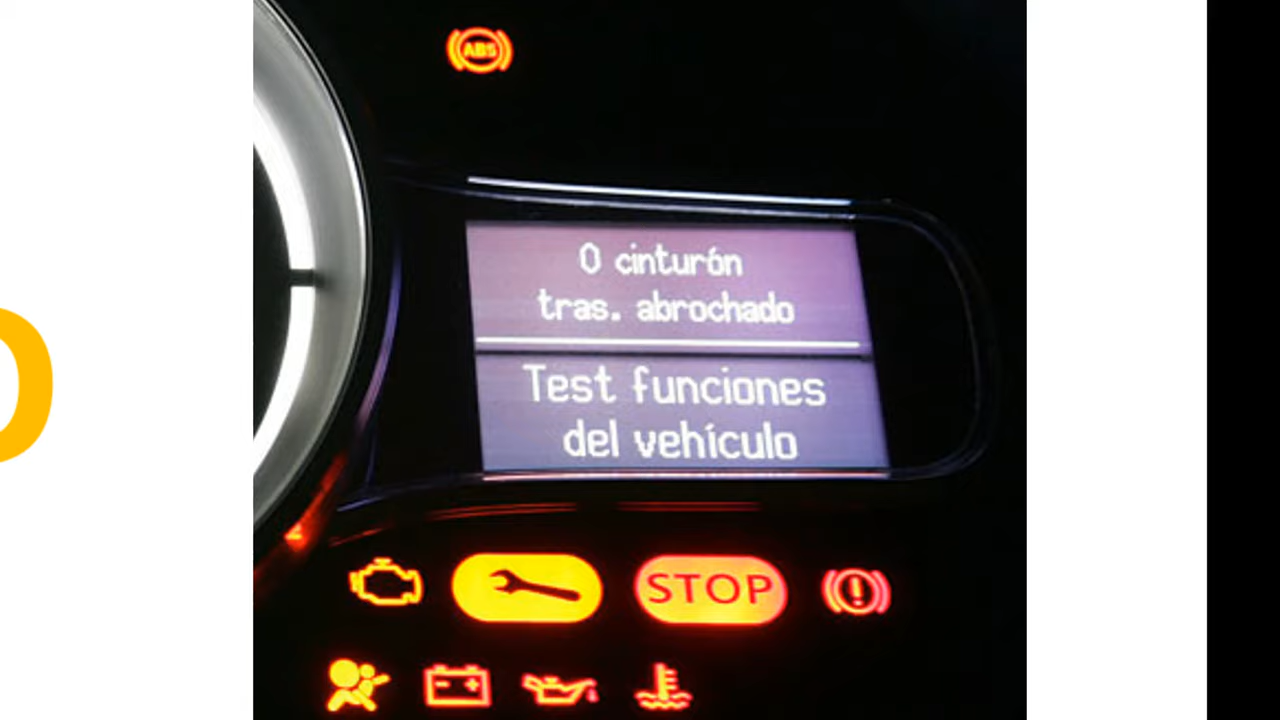 ABS
0 cinturón
tras. abrochado
Test funciones
del vehículo
STOP